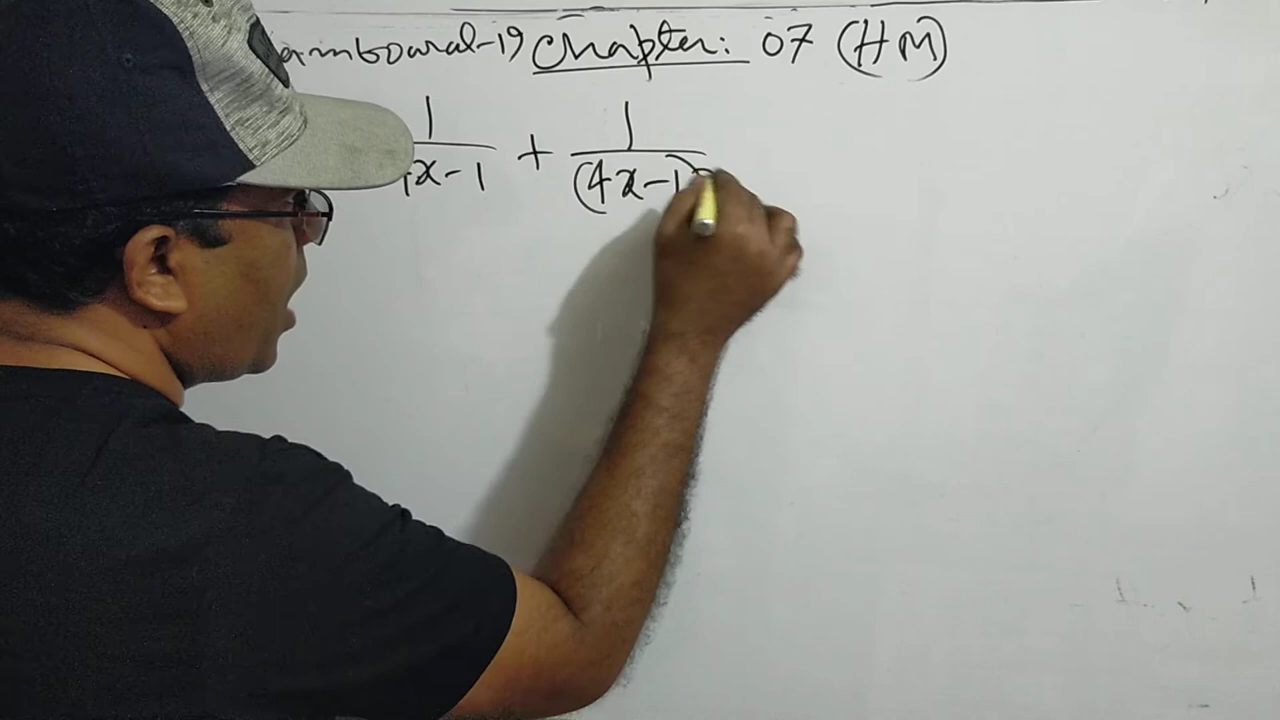 Chapter: 07 (HM)
1/x-1 + 1/(4x-1)